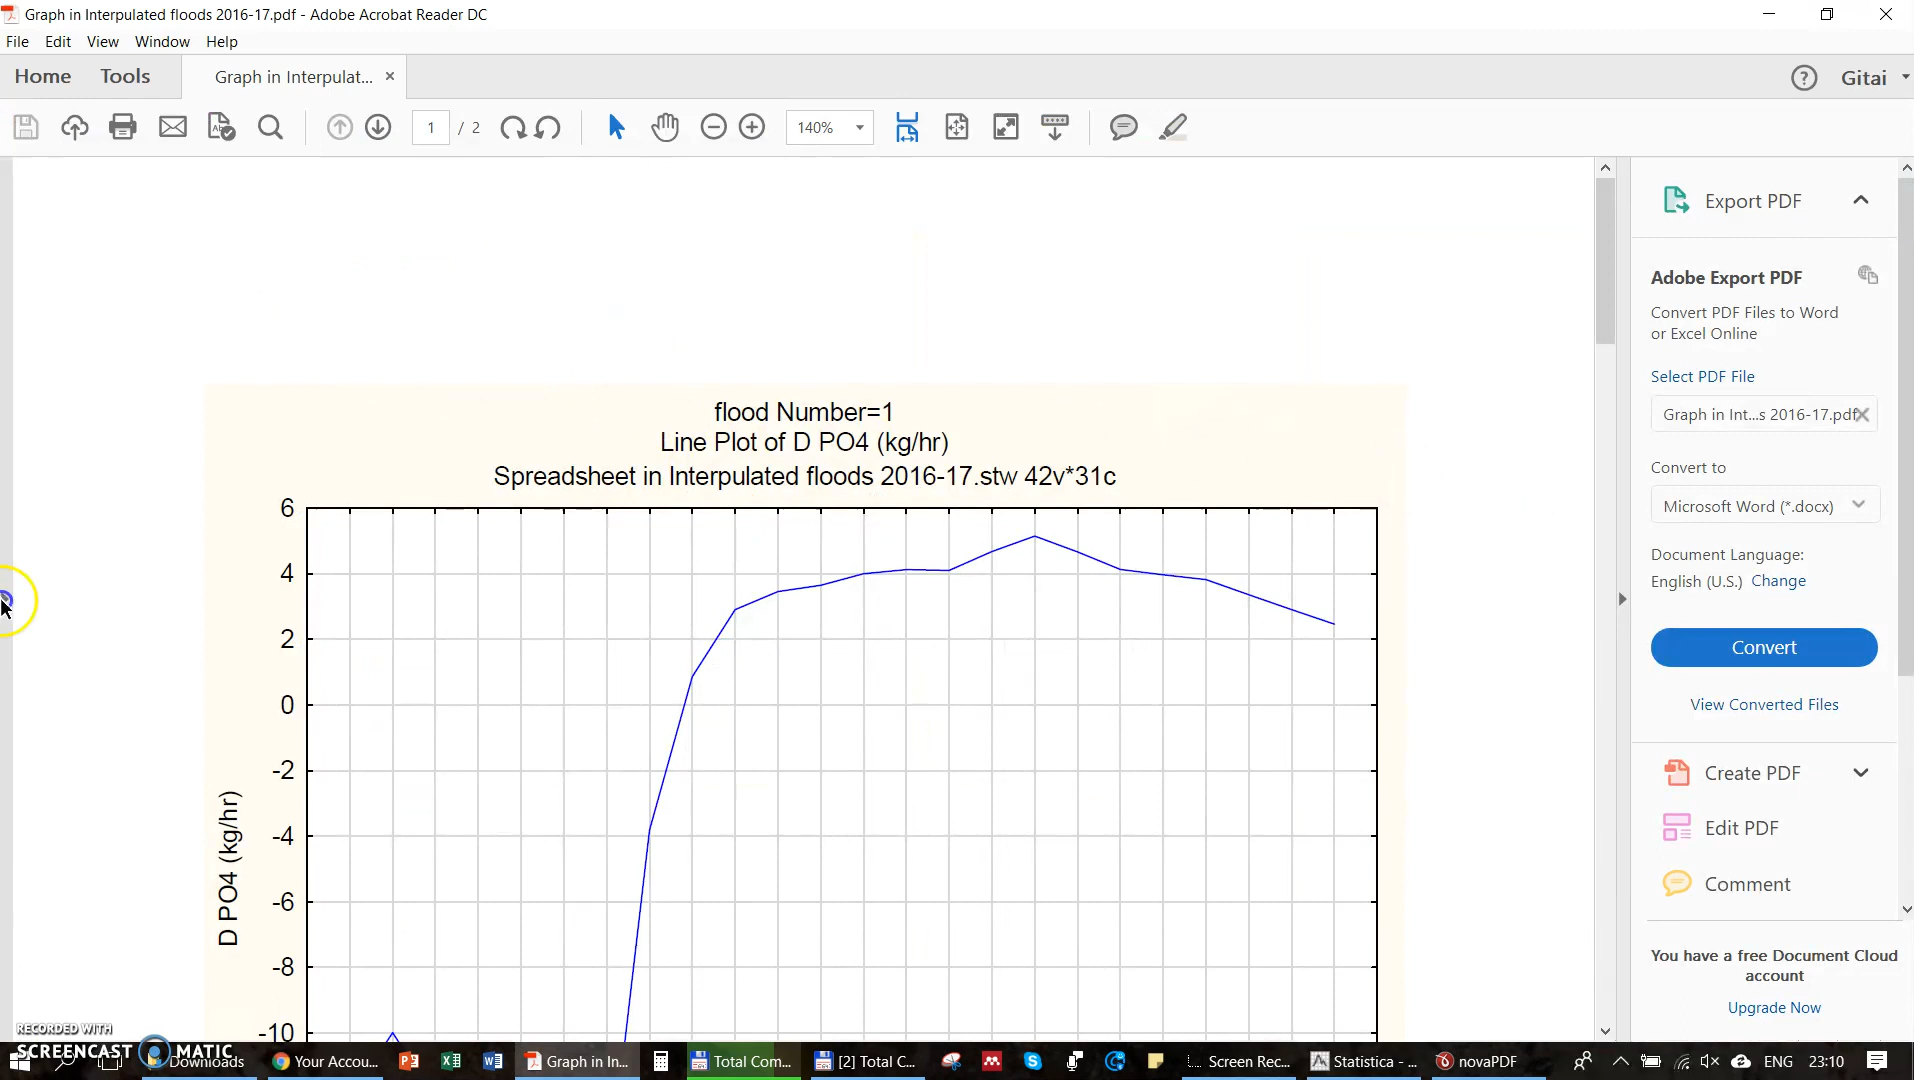 Graph in Interpulated floods 2016-17.pdf - Adobe Acrobat Reader DC
File Edit View Window Help
Home Tools Graph in Interpulat... × Gitai
1 / 2 140%
Export PDF
Adobe Export PDF
Convert PDF Files to Word
or Excel Online
Select PDF File
Graph in Int...s 2016-17.pdf
Convert to
Microsoft Word (*.docx)
Document Language:
English (U.S.) Change
Convert
View Converted Files
Create PDF
Edit PDF
Comment
You have a free Document Cloud
account
Upgrade Now
flood Number=1
Line Plot of D PO4 (kg/hr)
Spreadsheet in Interpulated floods 2016-17.stw 42v*31c
6
4
2
0
-2
-4
-6
-8
-10
D PO4 (kg/hr)
RECORDED WITH
SCREENCAST MATIC
Downloads Your Accou... Graph in In... Total Com... [2] Total C... Screen Rec... Statistica - ... novaPDF ENG 23:10